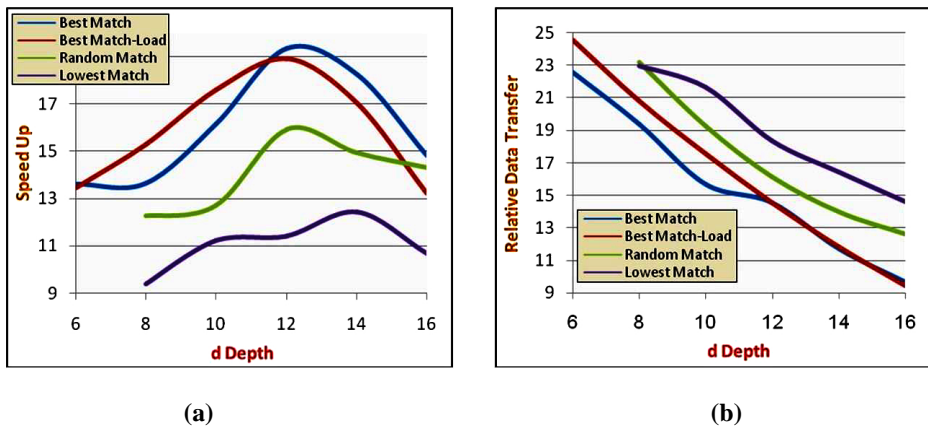 Best Match
Best Match-Load
Random Match
Lowest Match
17
15
13
11
9
6 8 10 12 14 16
Speed Up
d Depth
(a)
25
23
21
19
17
15
13
11
9
6 8 10 12 14 16
Relative Data Transfer
Best Match
Best Match-Load
Random Match
Lowest Match
d Depth
(b)